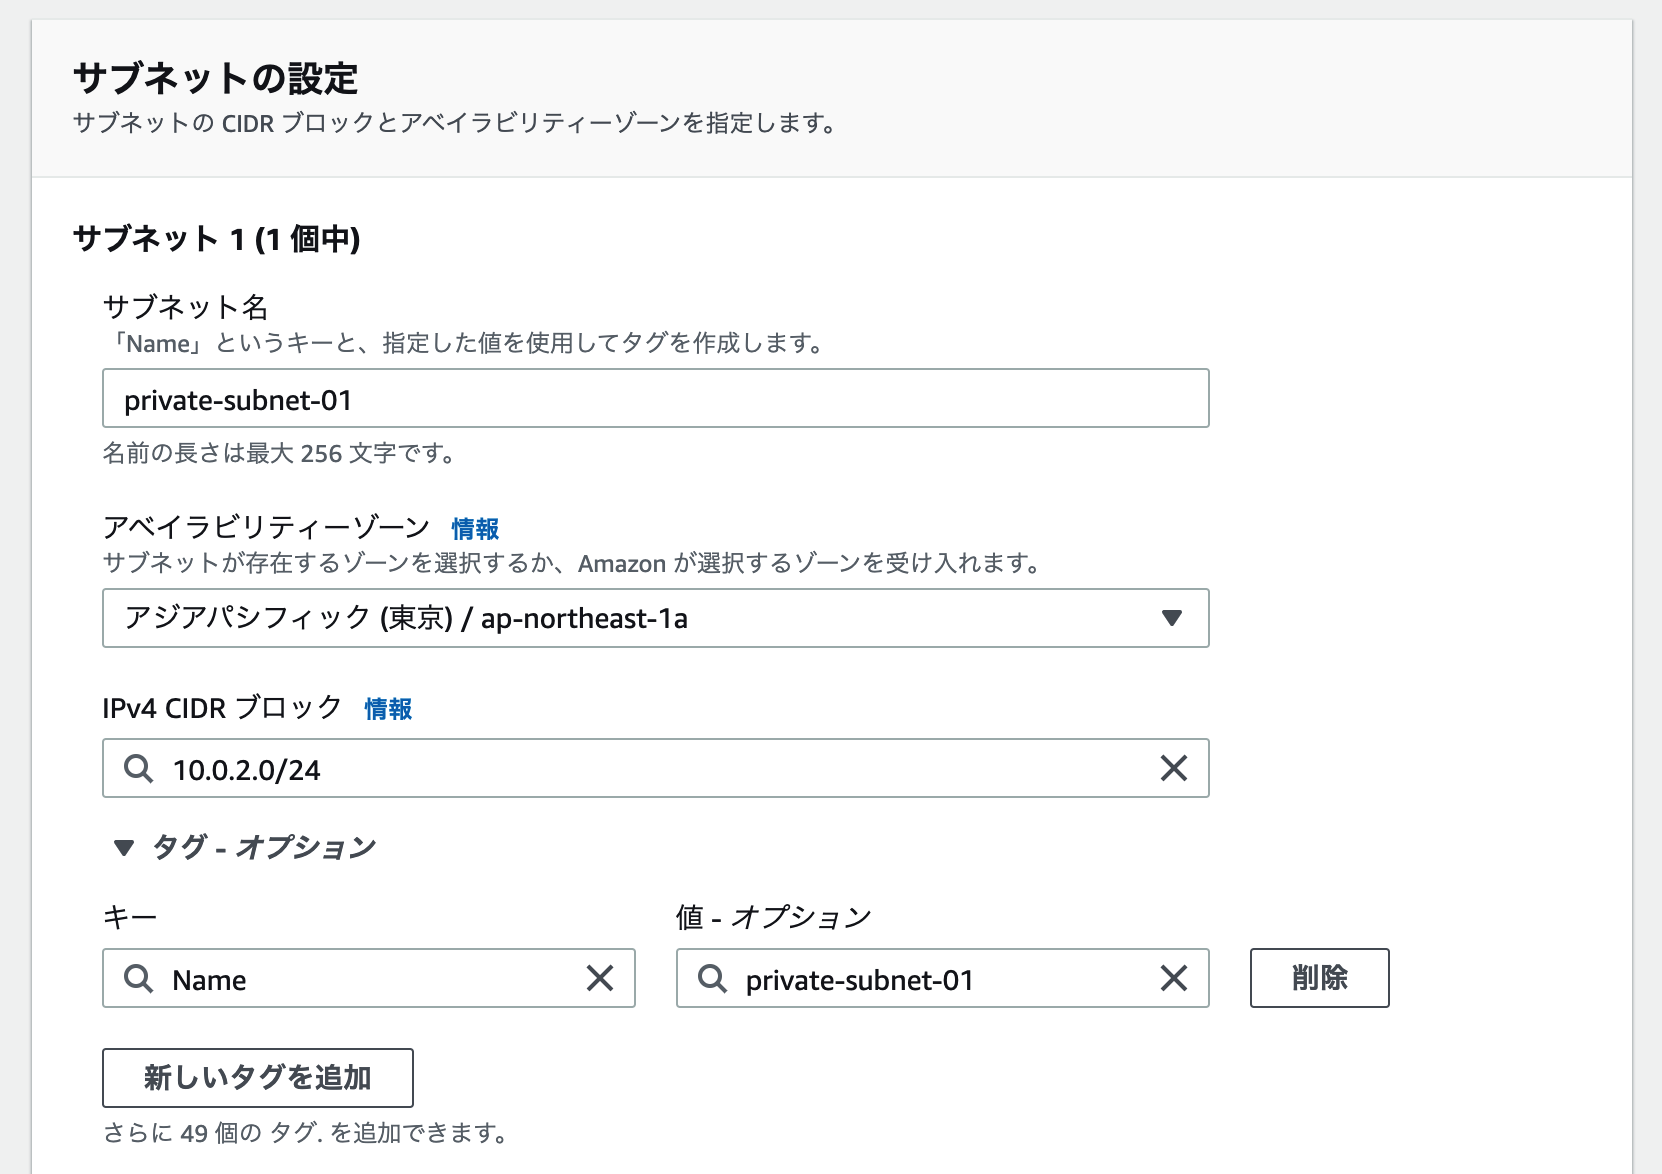 サブネットの設定
サブネットの CIDR ブロックとアベイラビリティーゾーンを指定します。
サブネット 1 (1 個中)
サブネット名
「Name」というキーと、指定した値を使用してタグを作成します。
private-subnet-01
名前の長さは最大 256 文字です。
アベイラビリティーゾーン 情報
サブネットが存在するゾーンを選択するか、Amazon が選択するゾーンを受け入れます。
アジアパシフィック (東京) / ap-northeast-1a
IPv4 CIDR ブロック 情報
10.0.2.0/24
タグ - オプション
キー 値 - オプション
Name private-subnet-01 削除
新しいタグを追加
さらに 49 個の タグ. を追加できます。